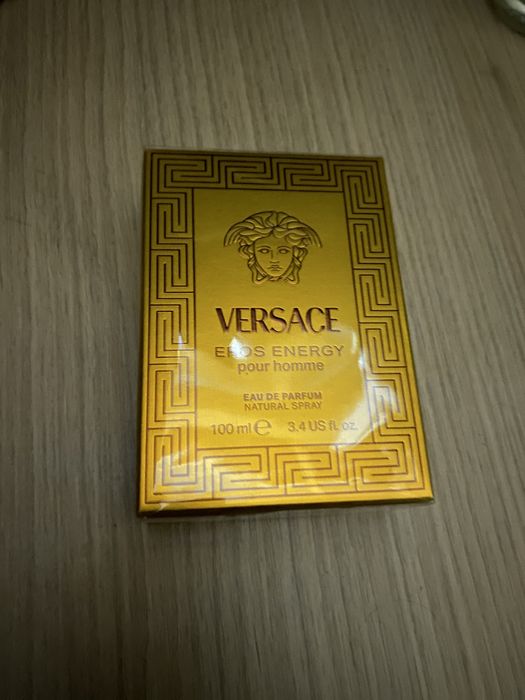 VERSACE
EROS ENERGY
pour homme
EAU DE PARFUM
NATURAL SPRAY
100 ml ℮ 3.4 US fl. oz.